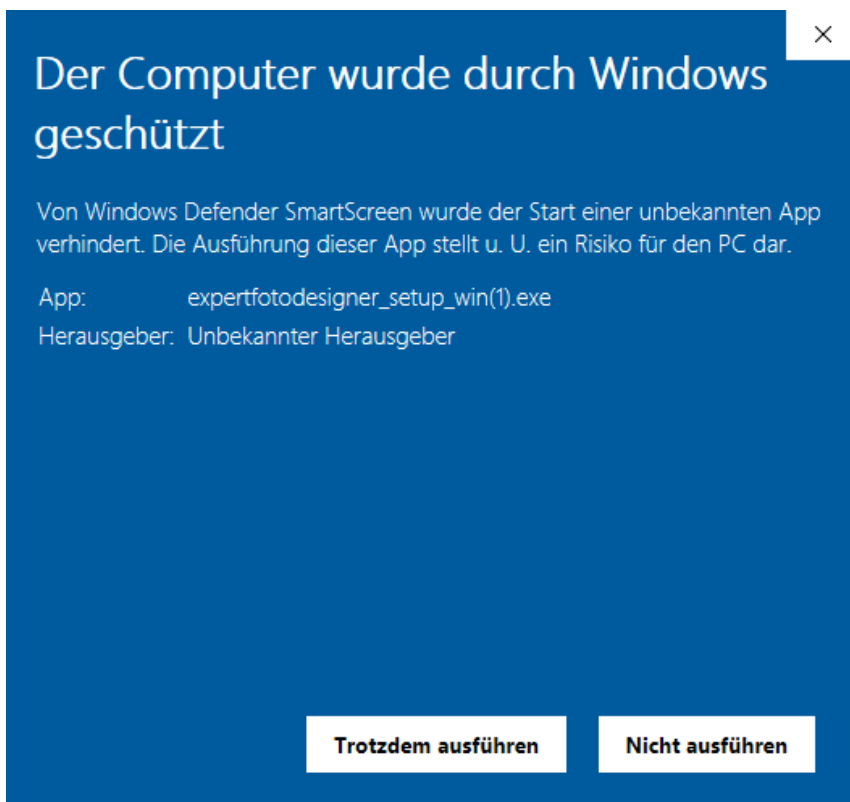 Der Computer wurde durch Windows
geschützt
Von Windows Defender SmartScreen wurde der Start einer unbekannten App
verhindert. Die Ausführung dieser App stellt u. U. ein Risiko für den PC dar.
App: expertfotodesigner_setup_win(1).exe
Herausgeber: Unbekannter Herausgeber
Trotzdem ausführen Nicht ausführen